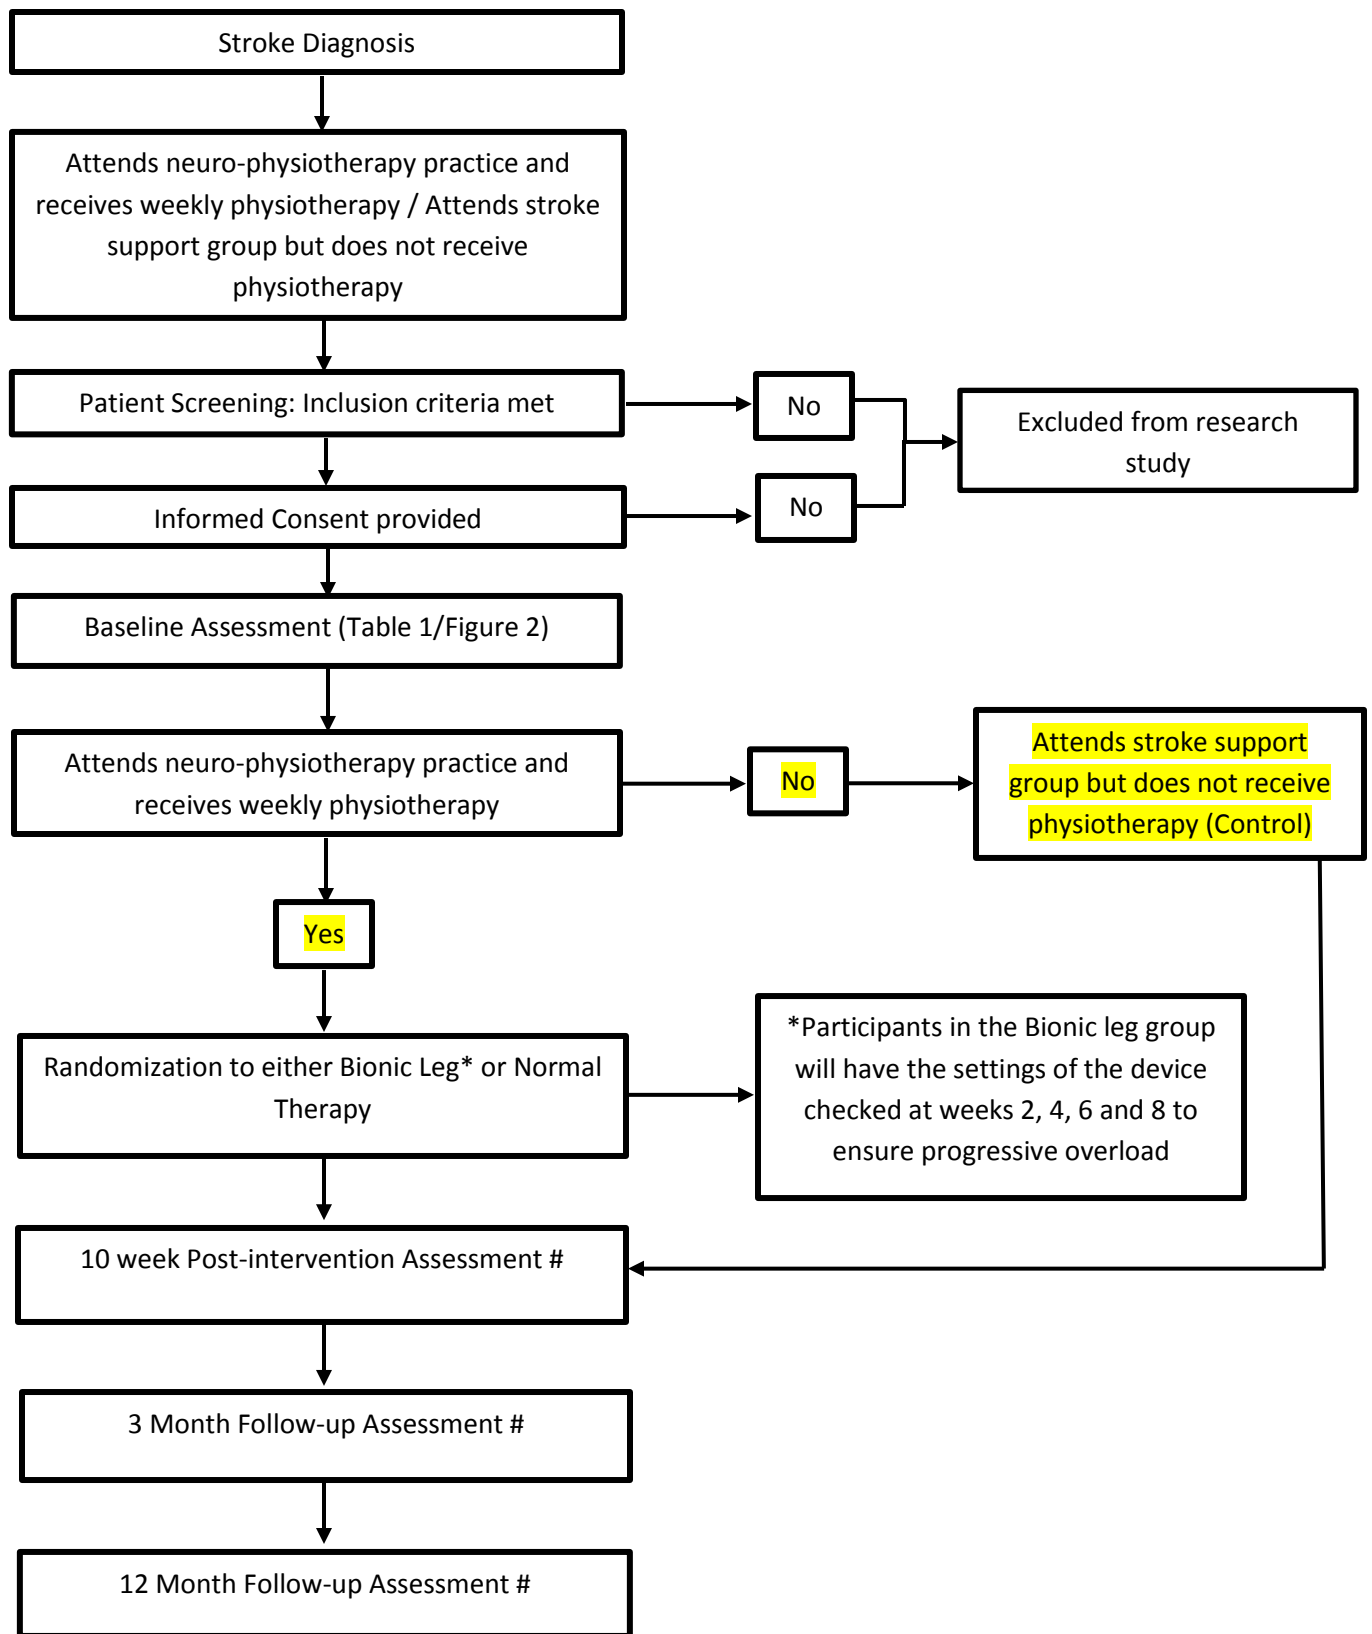 Stroke Diagnosis
Attends neuro-physiotherapy practice and
receives weekly physiotherapy / Attends stroke
support group but does not receive
physiotherapy
Patient Screening: Inclusion criteria met
No
Excluded from research
study
Informed Consent provided
No
Baseline Assessment (Table 1/Figure 2)
Attends neuro-physiotherapy practice and
receives weekly physiotherapy
No
Attends stroke support
group but does not receive
physiotherapy (Control)
Yes
Randomization to either Bionic Leg* or Normal
Therapy
*Participants in the Bionic leg group
will have the settings of the device
checked at weeks 2, 4, 6 and 8 to
ensure progressive overload
10 week Post-intervention Assessment #
3 Month Follow-up Assessment #
12 Month Follow-up Assessment #